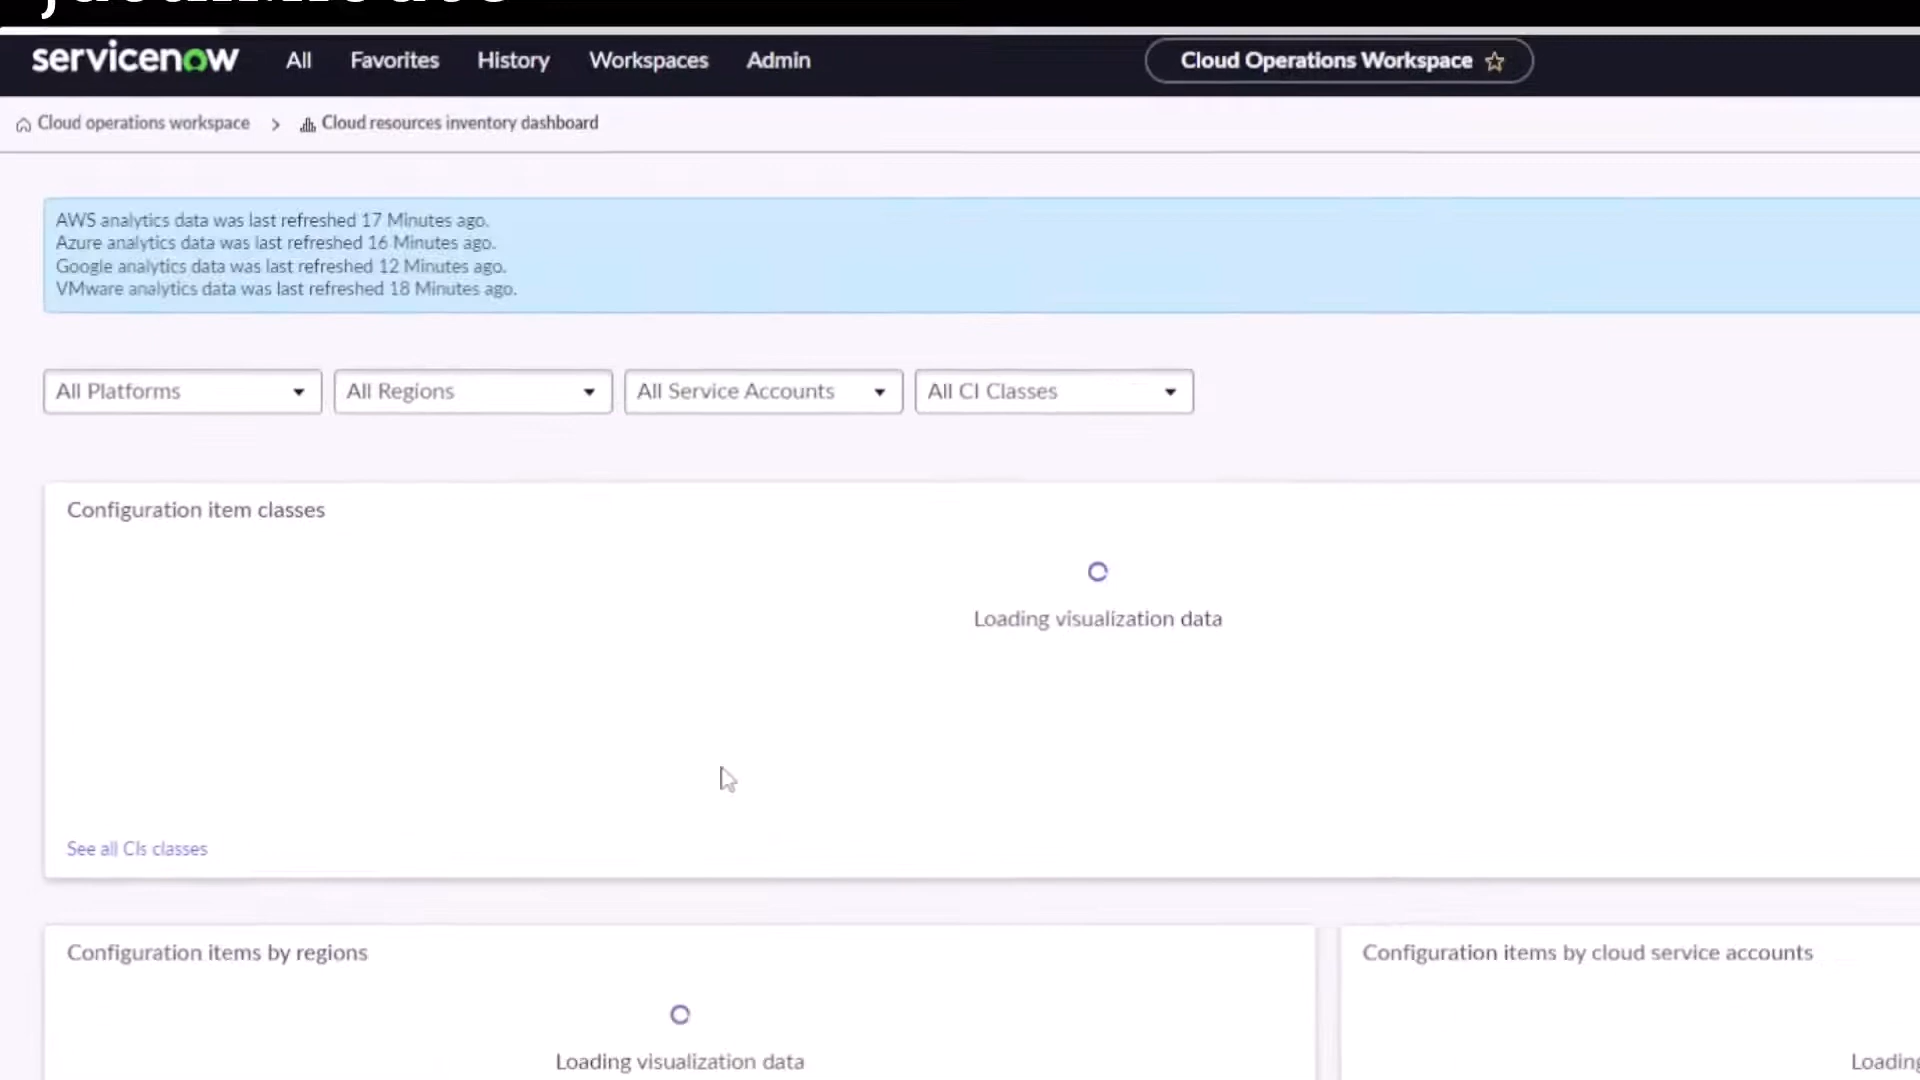 servicenow All Favorites History Workspaces Admin Cloud Operations Workspace
Cloud operations workspace > Cloud resources inventory dashboard
AWS analytics data was last refreshed 17 Minutes ago.
Azure analytics data was last refreshed 16 Minutes ago.
Google analytics data was last refreshed 12 Minutes ago.
VMware analytics data was last refreshed 18 Minutes ago.
All Platforms All Regions All Service Accounts All CI Classes
Configuration item classes
Loading visualization data
See all CIs classes
Configuration items by regions Configuration items by cloud service accounts
Loading visualization data Loading